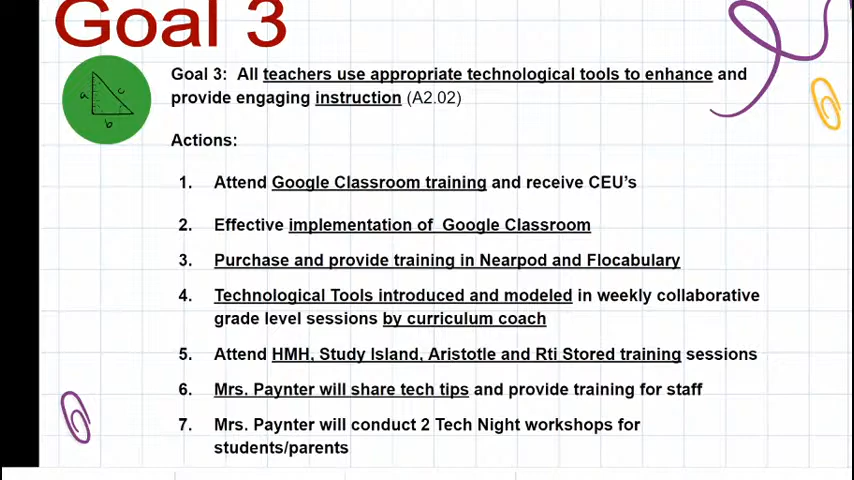 Goal 3
Goal 3:  All teachers use appropriate technological tools to enhance and
provide engaging instruction (A2.02)
a c
b
Actions:
1. Attend Google Classroom training and receive CEU's
2. Effective implementation of  Google Classroom
3. Purchase and provide training in Nearpod and Flocabulary
4. Technological Tools introduced and modeled in weekly collaborative
grade level sessions by curriculum coach
5. Attend HMH, Study Island, Aristotle and Rti Stored training sessions
6. Mrs. Paynter will share tech tips and provide training for staff
7. Mrs. Paynter will conduct 2 Tech Night workshops for
students/parents